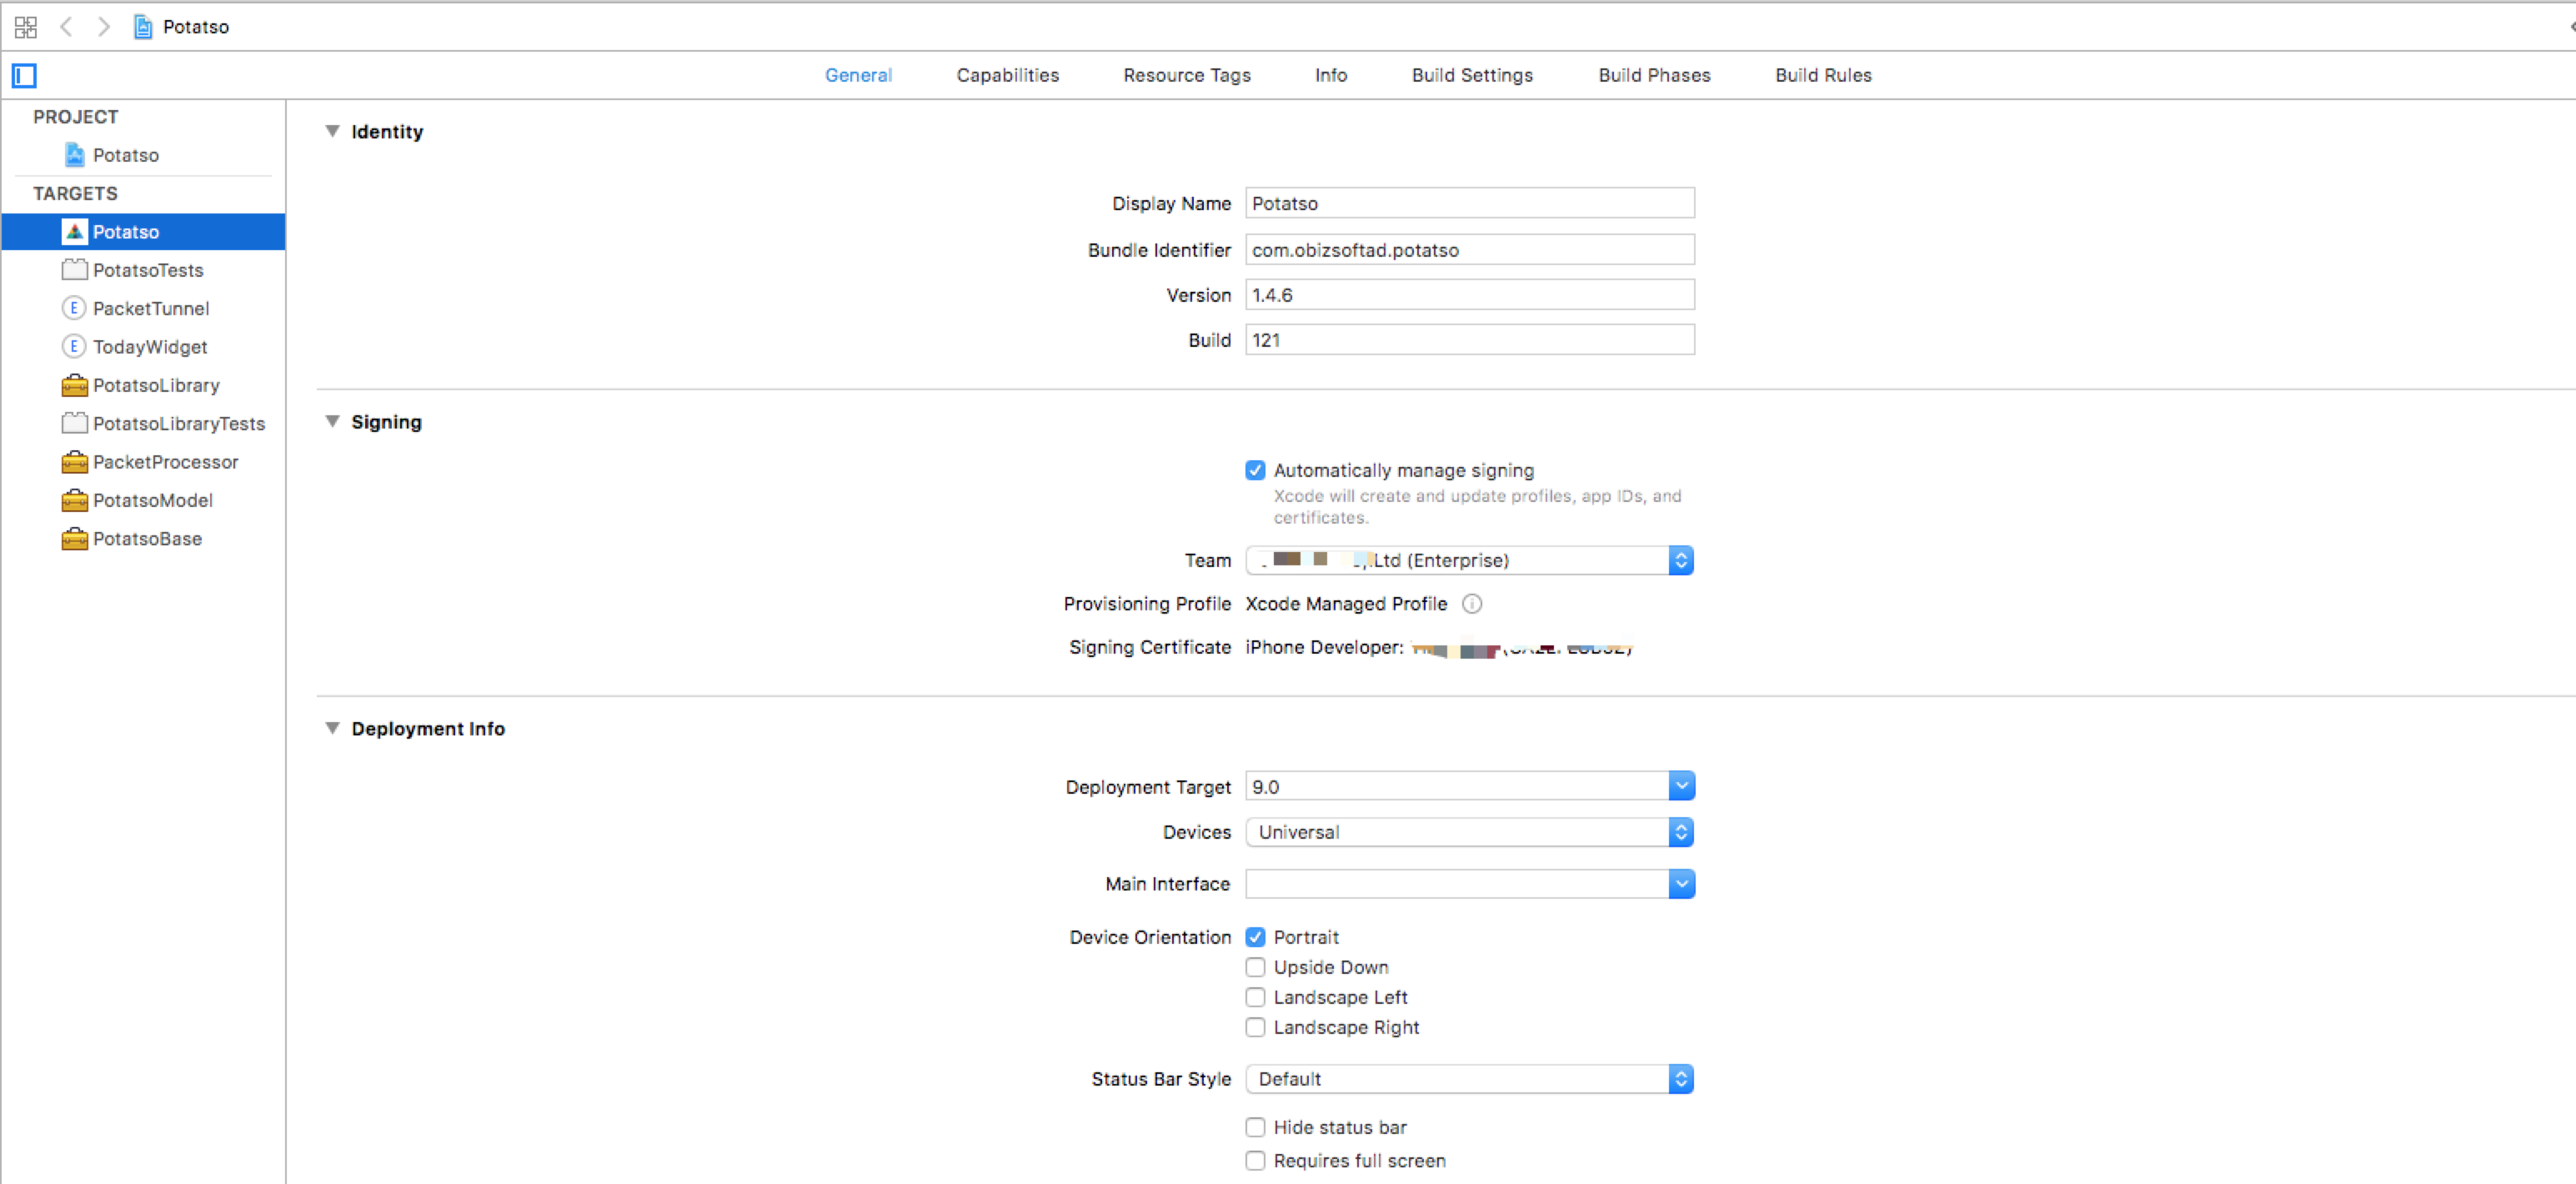 Potatso
General Capabilities Resource Tags Info Build Settings Build Phases Build Rules
PROJECT
Potatso
TARGETS
Potatso
PotatsoTests
PacketTunnel
TodayWidget
PotatsoLibrary
PotatsoLibraryTests
PacketProcessor
PotatsoModel
PotatsoBase
Identity
Display Name Potatso
Bundle Identifier com.obizsoftad.potatso
Version 1.4.6
Build 121
Signing
Automatically manage signing
Xcode will create and update profiles, app IDs, and
certificates.
Team Ltd (Enterprise)
Provisioning Profile Xcode Managed Profile
Signing Certificate iPhone Developer:
Deployment Info
Deployment Target 9.0
Devices Universal
Main Interface
Device Orientation Portrait
Upside Down
Landscape Left
Landscape Right
Status Bar Style Default
Hide status bar
Requires full screen